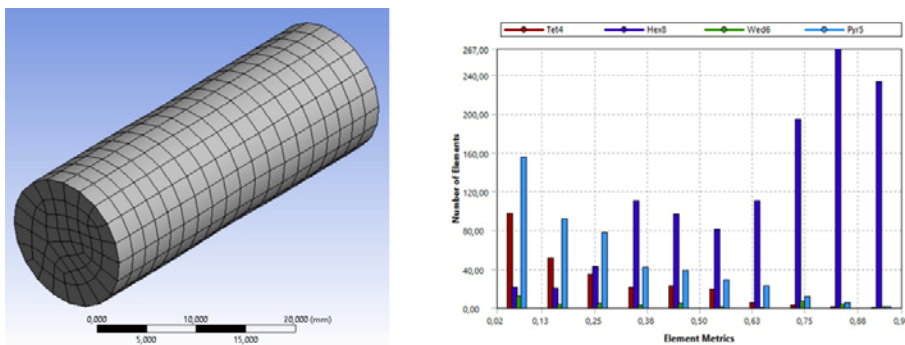 0,000 10,000 20,000 (mm)
5,000 15,000
Tet4 Hex8 Wed6 Pyr5
267,00
240,00
200,00
160,00
120,00
80,00
40,00
0,00
Number of Elements
0,02 0,13 0,25 0,38 0,50 0,63 0,75 0,88 0,9
Element Metrics